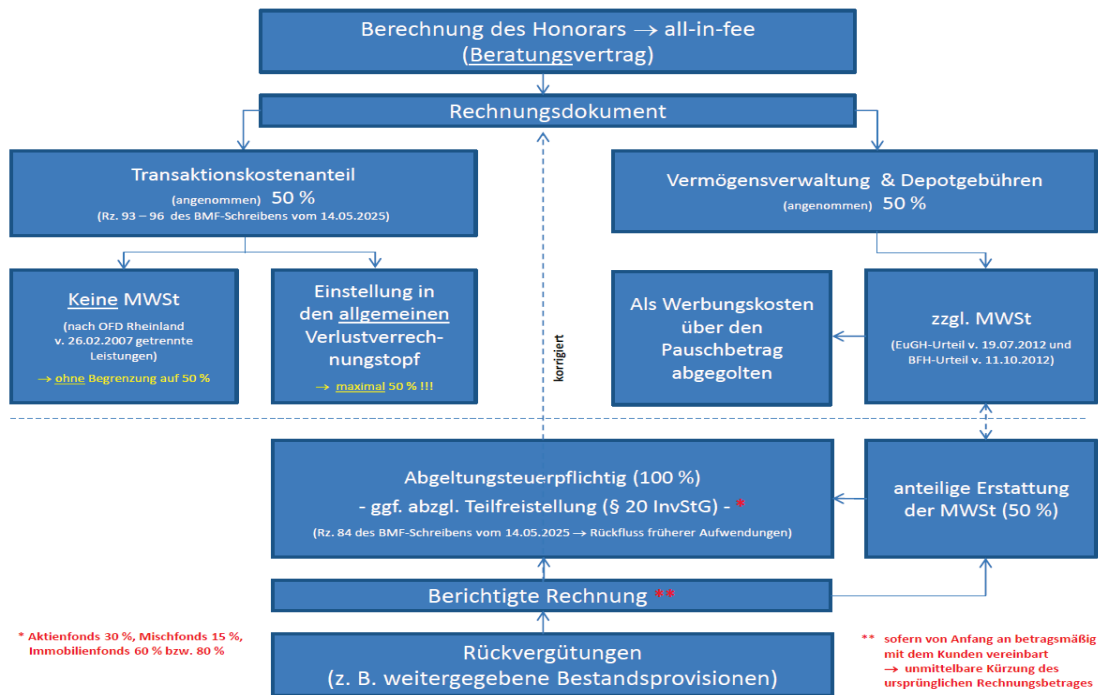 Berechnung des Honorars → all-in-fee
(Beratungsvertrag)
Rechnungsdokument
Transaktionskostenanteil
(angenommen) 50 %
(Rz. 93 – 96 des BMF-Schreibens vom 14.05.2025)
Vermögensverwaltung & Depotgebühren
(angenommen) 50 %
Keine MWSt
(nach OFD Rheinland
v. 26.02.2007 getrennte
Leistungen)
→ ohne Begrenzung auf 50 %
Einstellung in
den allgemeinen
Verlustverrech-
nungstopf
→ maximal 50 % !!!
korrigiert
Als Werbungskosten
über den
Pauschbetrag
abgegolten
zzgl. MWSt
(EuGH-Urteil v. 19.07.2012 und
BFH-Urteil v. 11.10.2012)
Abgeltungsteuerpflichtig (100 %)
- ggf. abzgl. Teilfreistellung (§ 20 InvStG) - *
(Rz. 84 des BMF-Schreibens vom 14.05.2025 → Rückfluss früherer Aufwendungen)
anteilige Erstattung
der MWSt (50 %)
Berichtigte Rechnung **
Rückvergütungen
(z. B. weitergegebene Bestandsprovisionen)
* Aktienfonds 30 %, Mischfonds 15 %,
Immobilienfonds 60 % bzw. 80 %
** sofern von Anfang an betragsmäßig
mit dem Kunden vereinbart
→ unmittelbare Kürzung des
ursprünglichen Rechnungsbetrages